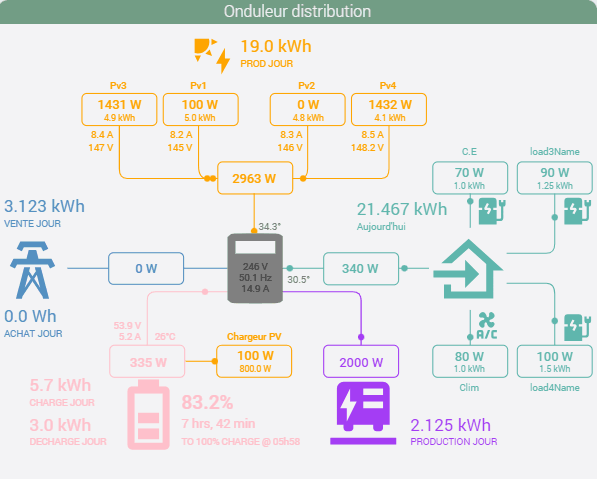 Onduleur distribution
19.0 kWh
PROD JOUR
Pv3
Pv1
Pv2
Pv4
1431 W
4.9 kWh
100 W
5.0 kWh
0 W
4.8 kWh
1432 W
4.1 kWh
8.4 A
147 V
8.2 A
145 V
8.3 A
146 V
8.5 A
148.2 V
2963 W
C.E
load3Name
70 W
1.0 kWh
90 W
1.25 kWh
3.123 kWh
VENTE JOUR
21.467 kWh
Aujourd'hui
34.3°
0 W
246 V
50.1 Hz
14.9 A
30.5°
340 W
0.0 Wh
ACHAT JOUR
53.9 V
5.2 A
26°C
Chargeur PV
A/C
335 W
100 W
800.0 W
2000 W
80 W
1.0 kWh
100 W
1.5 kWh
Clim
load4Name
5.7 kWh
CHARGE JOUR
3.0 kWh
DECHARGE JOUR
83.2%
7 hrs, 42 min
TO 100% CHARGE @ 05h58
2.125 kWh
PRODUCTION JOUR